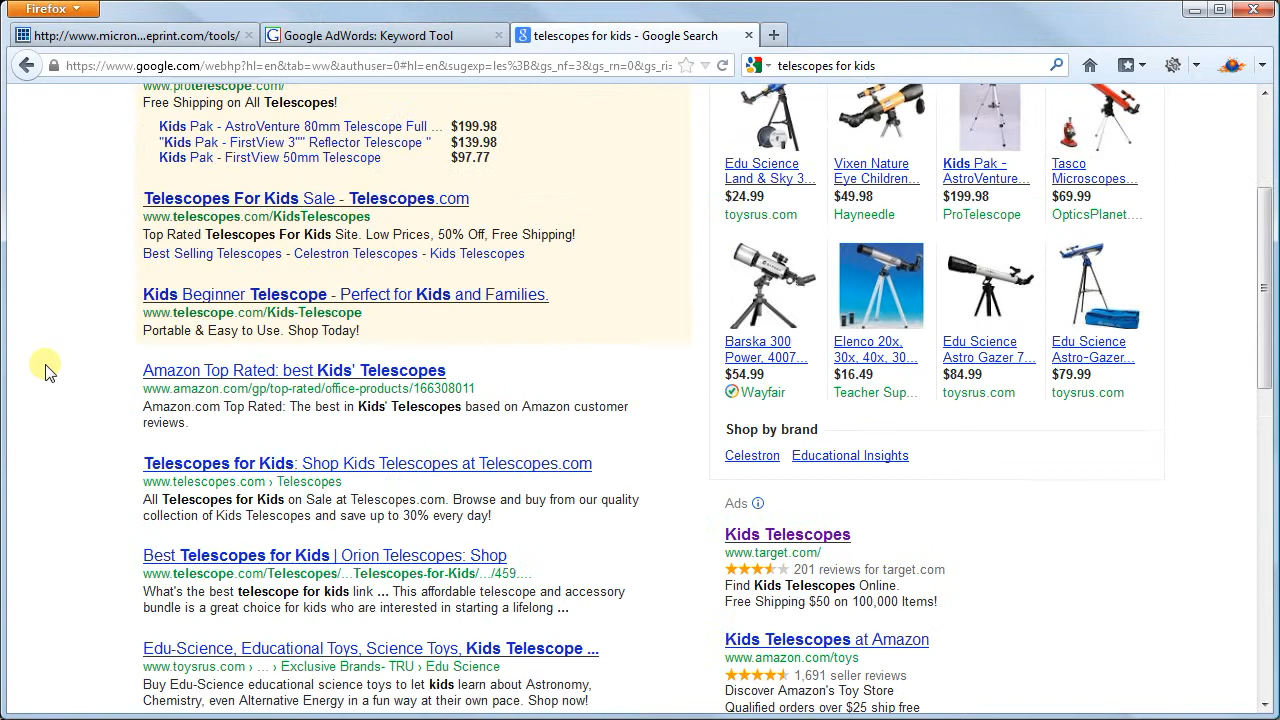 Firefox
http://www.micron...eprint.com/tools/
Google AdWords: Keyword Tool
telescopes for kids - Google Search
https://www.google.com/webhp?hl=en&tab=ww&authuser=0#hl=en&sugexp=les%3B&gs_nf=3&gs_rn=0&gs_ri=
telescopes for kids
www.protelescope.com/
Free Shipping on All Telescopes!
Kids Pak - AstroVenture 80mm Telescope Full ... $199.98
"Kids Pak - FirstView 3"" Reflector Telescope " $139.98
Kids Pak - FirstView 50mm Telescope $97.77
Telescopes For Kids Sale - Telescopes.com
www.telescopes.com/KidsTelescopes
Top Rated Telescopes For Kids Site. Low Prices, 50% Off, Free Shipping!
Best Selling Telescopes - Celestron Telescopes - Kids Telescopes
Kids Beginner Telescope - Perfect for Kids and Families.
www.telescope.com/Kids-Telescope
Portable & Easy to Use. Shop Today!
Amazon Top Rated: best Kids' Telescopes
www.amazon.com/gp/top-rated/office-products/166308011
Amazon.com Top Rated: The best in Kids' Telescopes based on Amazon customer
reviews.
Telescopes for Kids: Shop Kids Telescopes at Telescopes.com
www.telescopes.com › Telescopes
All Telescopes for Kids on Sale at Telescopes.com. Browse and buy from our quality
collection of Kids Telescopes and save up to 30% every day!
Best Telescopes for Kids | Orion Telescopes: Shop
www.telescope.com/Telescopes/...Telescopes-for-Kids/.../459....
What's the best telescope for kids link ... This affordable telescope and accessory
bundle is a great choice for kids who are interested in starting a lifelong ...
Edu-Science, Educational Toys, Science Toys, Kids Telescope ...
www.toysrus.com › ... › Exclusive Brands- TRU › Edu Science
Buy Edu-Science educational science toys to let kids learn about Astronomy,
Chemistry, even Alternative Energy in a fun way at their own pace. Shop now!
Edu Science
Land & Sky 3...
$24.99
toysrus.com
Vixen Nature
Eye Children...
$49.98
Hayneedle
Kids Pak -
AstroVenture...
$199.98
ProTelescope
Tasco
Microscopes...
$69.99
OpticsPlanet....
Barska 300
Power, 4007...
$54.99
Wayfair
Elenco 20x,
30x, 40x, 30...
$16.49
Teacher Sup...
Edu Science
Astro Gazer 7...
$84.99
toysrus.com
Edu Science
Astro-Gazer...
$79.99
toysrus.com
Shop by brand
Celestron Educational Insights
Ads
Kids Telescopes
www.target.com/
201 reviews for target.com
Find Kids Telescopes Online.
Free Shipping $50 on 100,000 Items!
Kids Telescopes at Amazon
www.amazon.com/toys
1,691 seller reviews
Discover Amazon's Toy Store
Qualified orders over $25 ship free